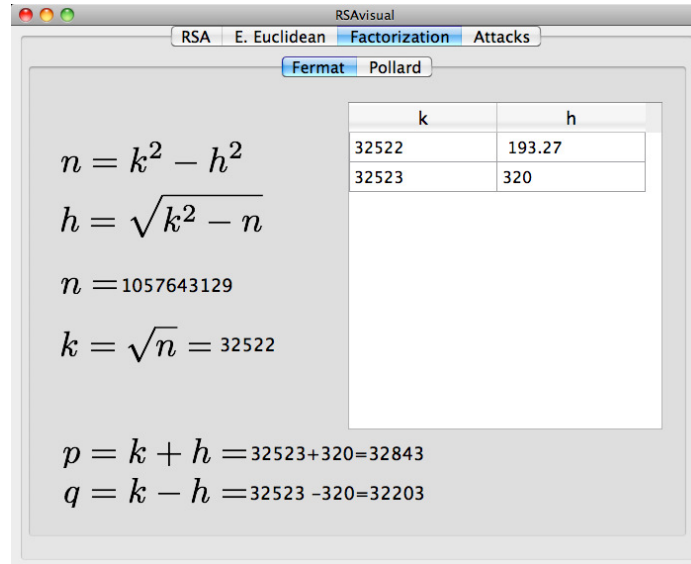 RSAvisual
RSA E. Euclidean Factorization Attacks
Fermat Pollard
k h
32522 193.27
32523 320
n = k² − h²
h = √(k² − n)
n = 1057643129
k = √n = 32522
p = k + h = 32523+320=32843
q = k − h = 32523 -320=32203